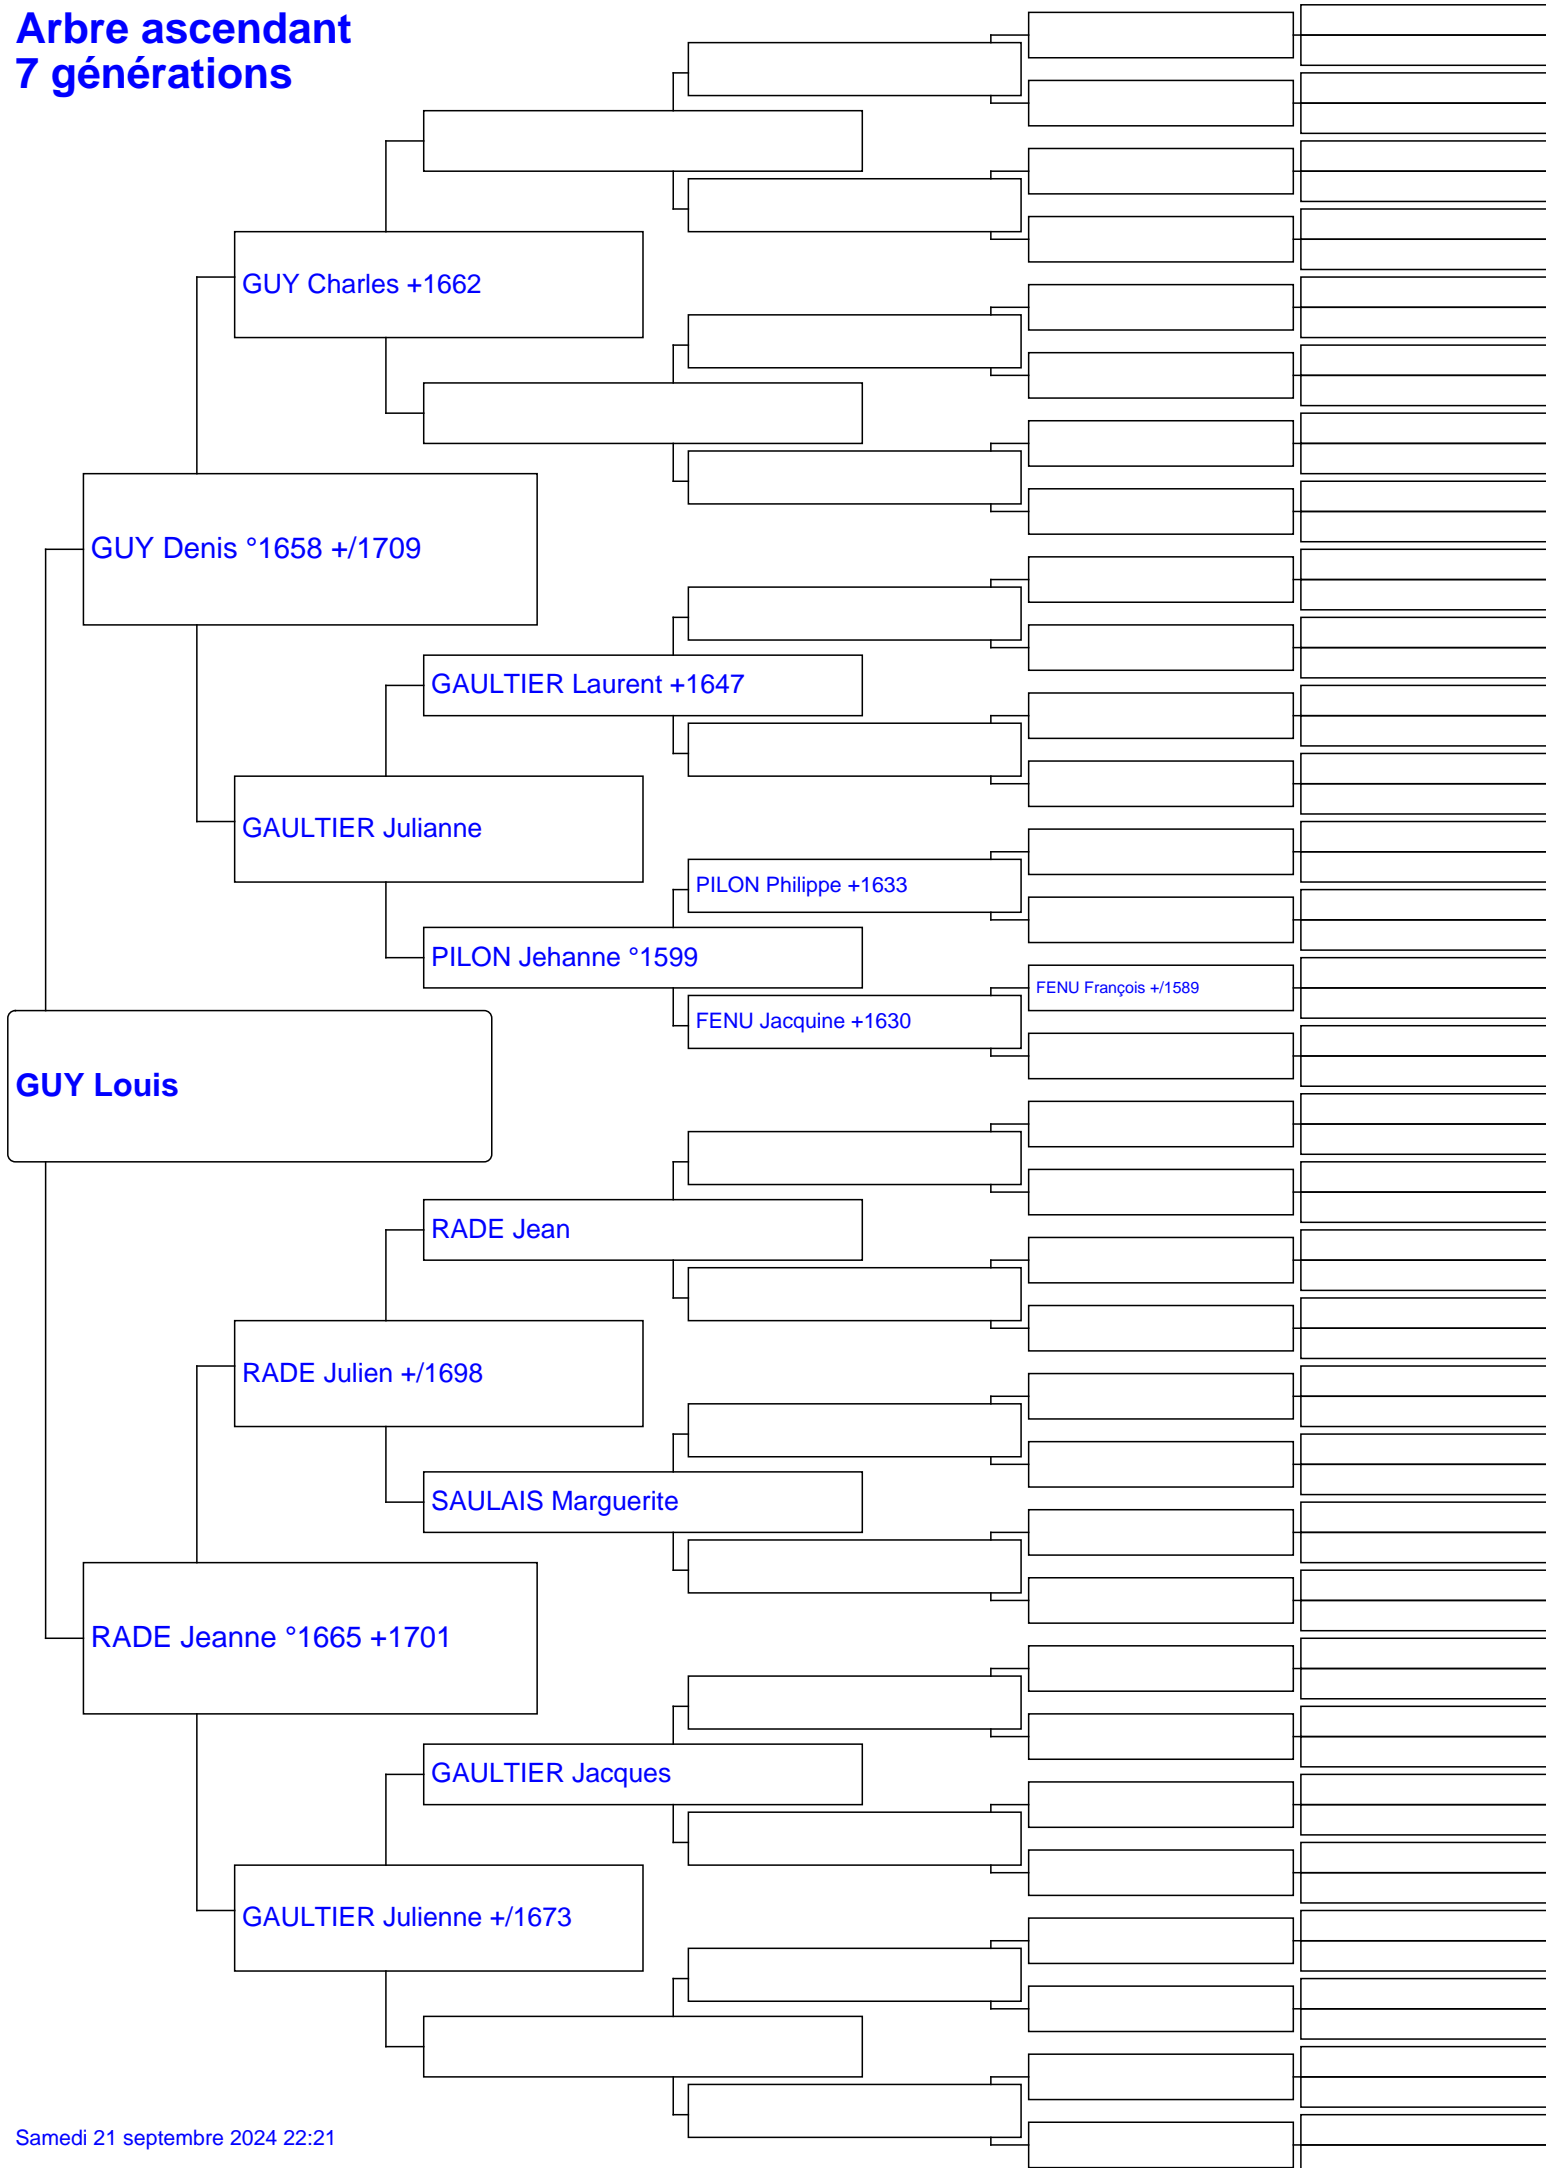 Arbre ascendant
7 générations
GUY Charles +1662
GUY Denis °1658 +/1709
GAULTIER Laurent +1647
GAULTIER Julianne
PILON Philippe +1633
PILON Jehanne °1599
FENU François +/1589
FENU Jacquine +1630
GUY Louis
RADE Jean
RADE Julien +/1698
SAULAIS Marguerite
RADE Jeanne °1665 +1701
GAULTIER Jacques
GAULTIER Julienne +/1673
Samedi 21 septembre 2024 22:21